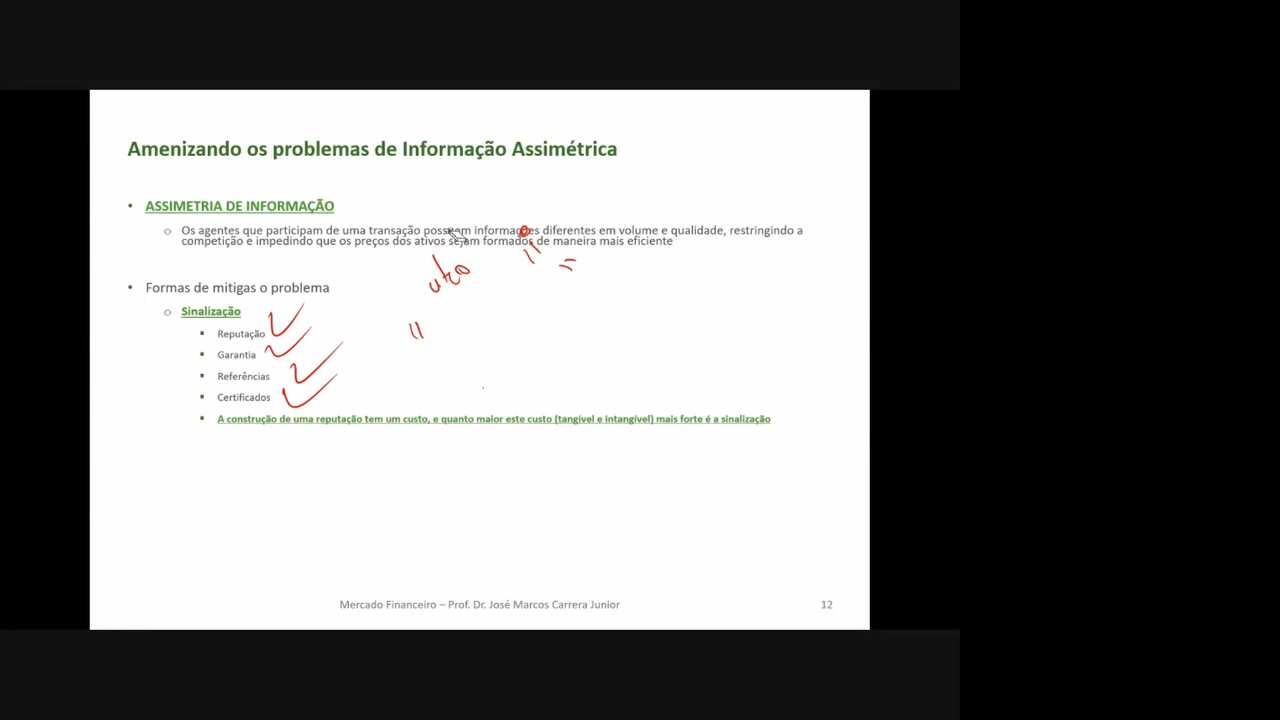 Amenizando os problemas de Informação Assimétrica
• ASSIMETRIA DE INFORMAÇÃO
o Os agentes que participam de uma transação possuem informações diferentes em volume e qualidade, restringindo a
competição e impedindo que os preços dos ativos sejam formados de maneira mais eficiente
• Formas de mitigas o problema
o Sinalização
▪ Reputação
▪ Garantia
▪ Referências
▪ Certificados
▪ A construção de uma reputação tem um custo, e quanto maior este custo (tangível e intangível) mais forte é a sinalização
Mercado Financeiro – Prof. Dr. José Marcos Carrera Junior
12